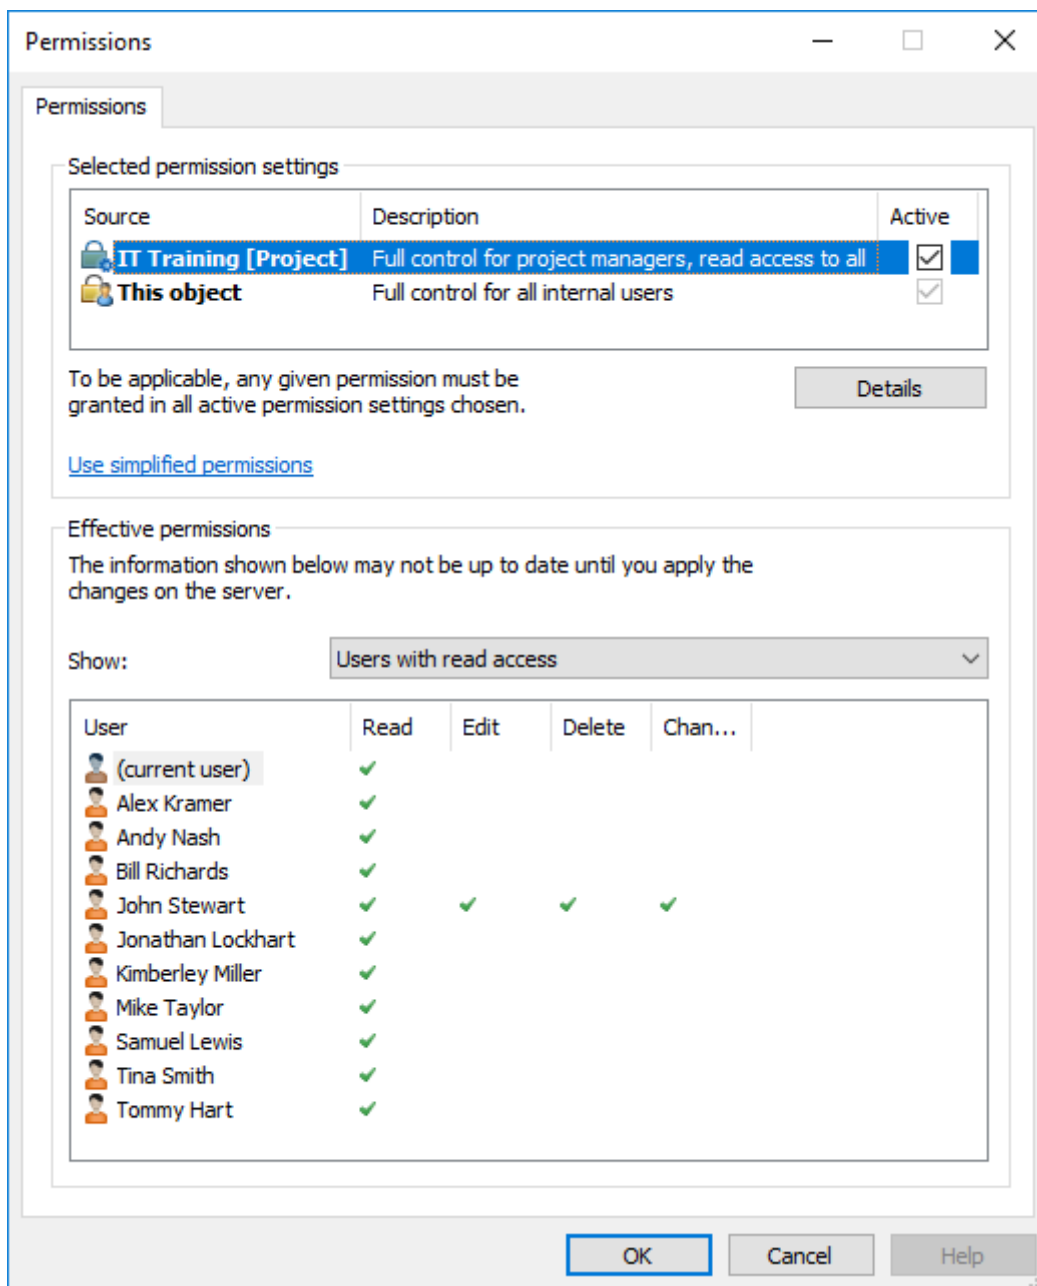 Permissions
Permissions
Selected permission settings
Source Description Active
IT Training [Project] Full control for project managers, read access to all
This object Full control for all internal users
To be applicable, any given permission must be
granted in all active permission settings chosen.
Details
Use simplified permissions
Effective permissions
The information shown below may not be up to date until you apply the
changes on the server.
Show: Users with read access
User Read Edit Delete Chan...
(current user)
Alex Kramer
Andy Nash
Bill Richards
John Stewart
Jonathan Lockhart
Kimberley Miller
Mike Taylor
Samuel Lewis
Tina Smith
Tommy Hart
OK Cancel Help